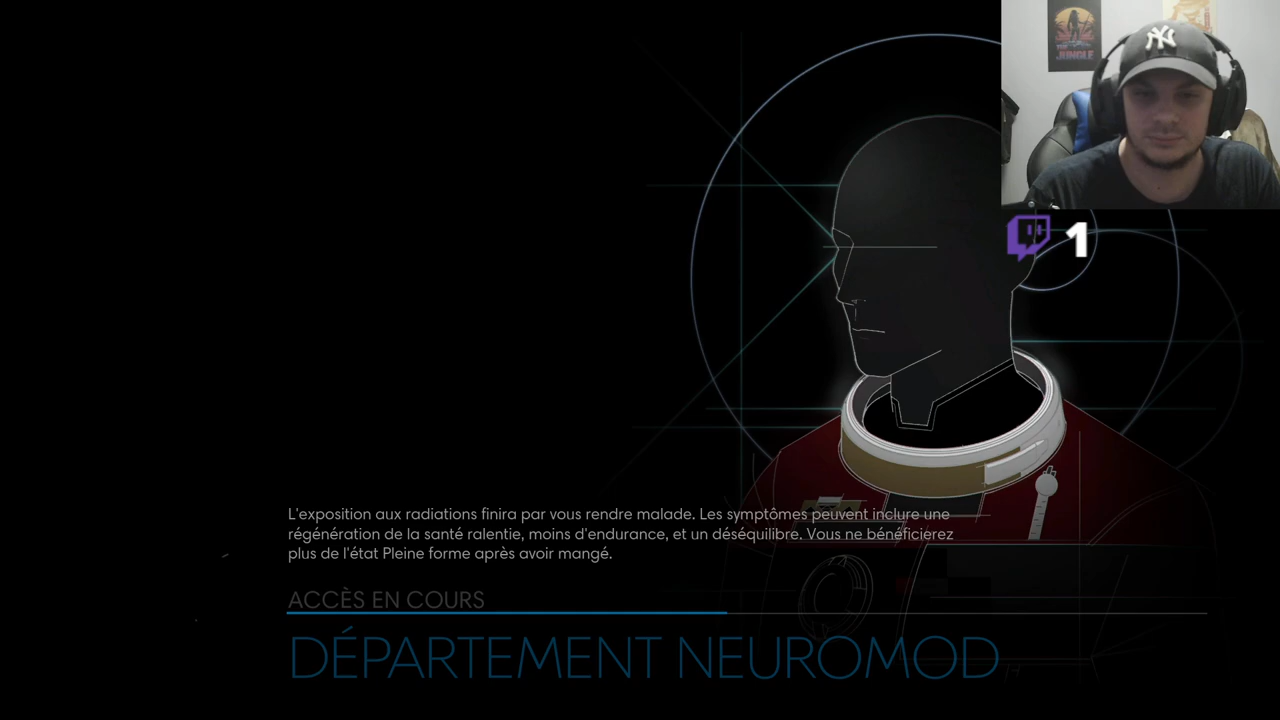 JUNGLE
NY
1
L'exposition aux radiations finira par vous rendre malade. Les symptômes peuvent inclure une
régénération de la santé ralentie, moins d'endurance, et un déséquilibre. Vous ne bénéficierez
plus de l'état Pleine forme après avoir mangé.
ACCÈS EN COURS
DÉPARTEMENT NEUROMOD